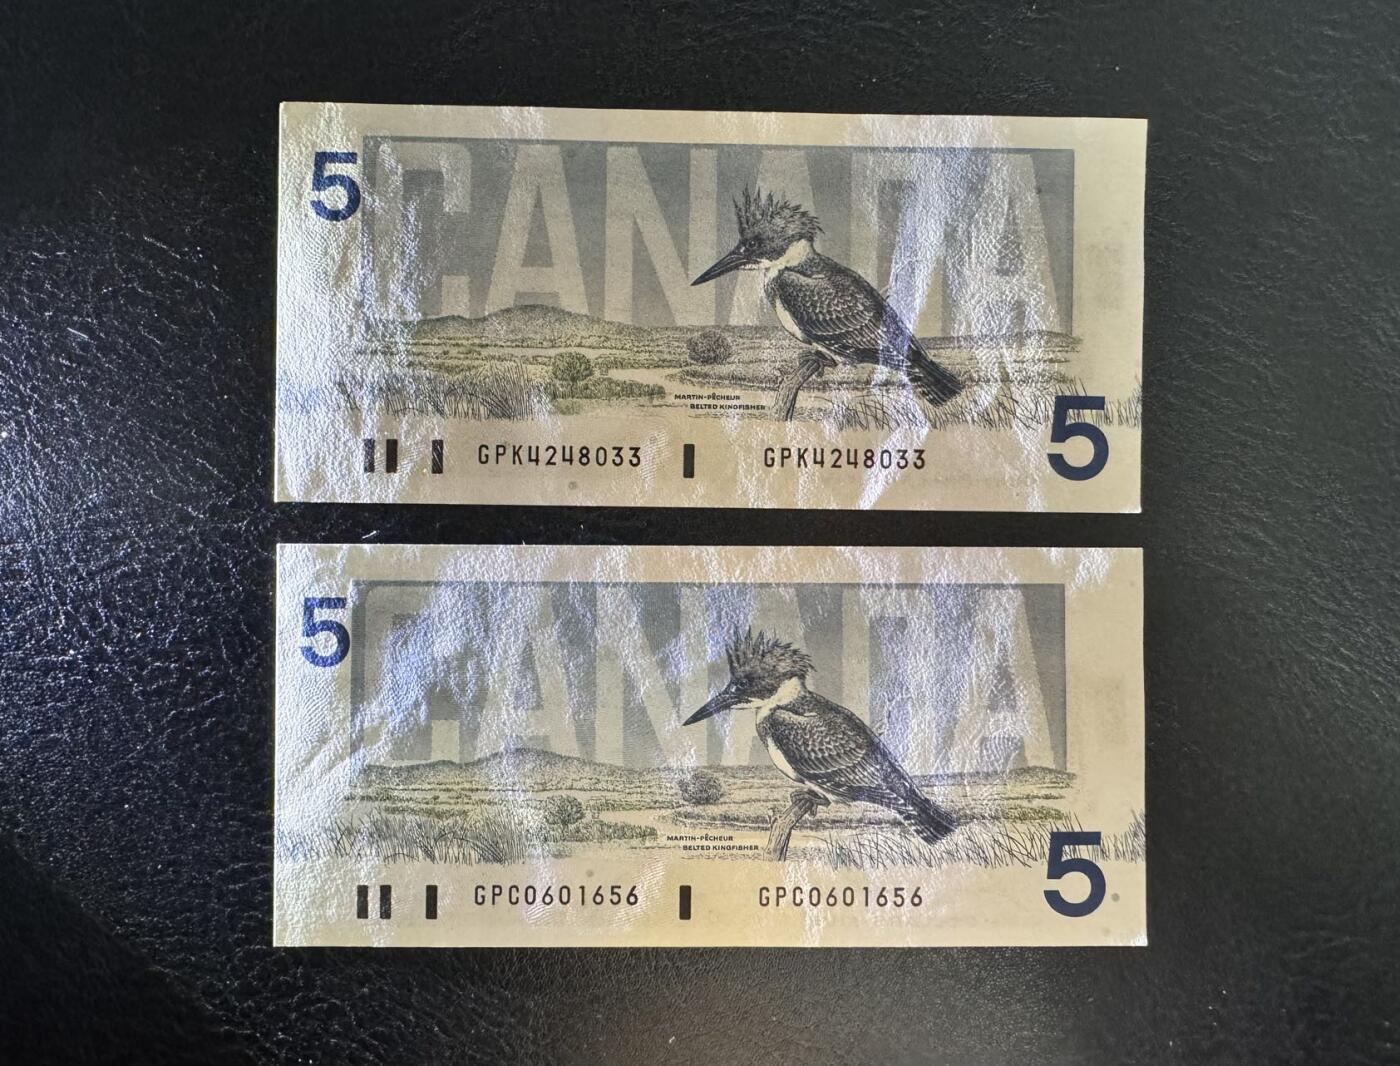 5
CANADA
MARTIN-PÊCHEUR
BELTED KINGFISHER
GPK4248033 GPK4248033
5
5
CANADA
MARTIN-PÊCHEUR
BELTED KINGFISHER
GPC0601656 GPC0601656
5